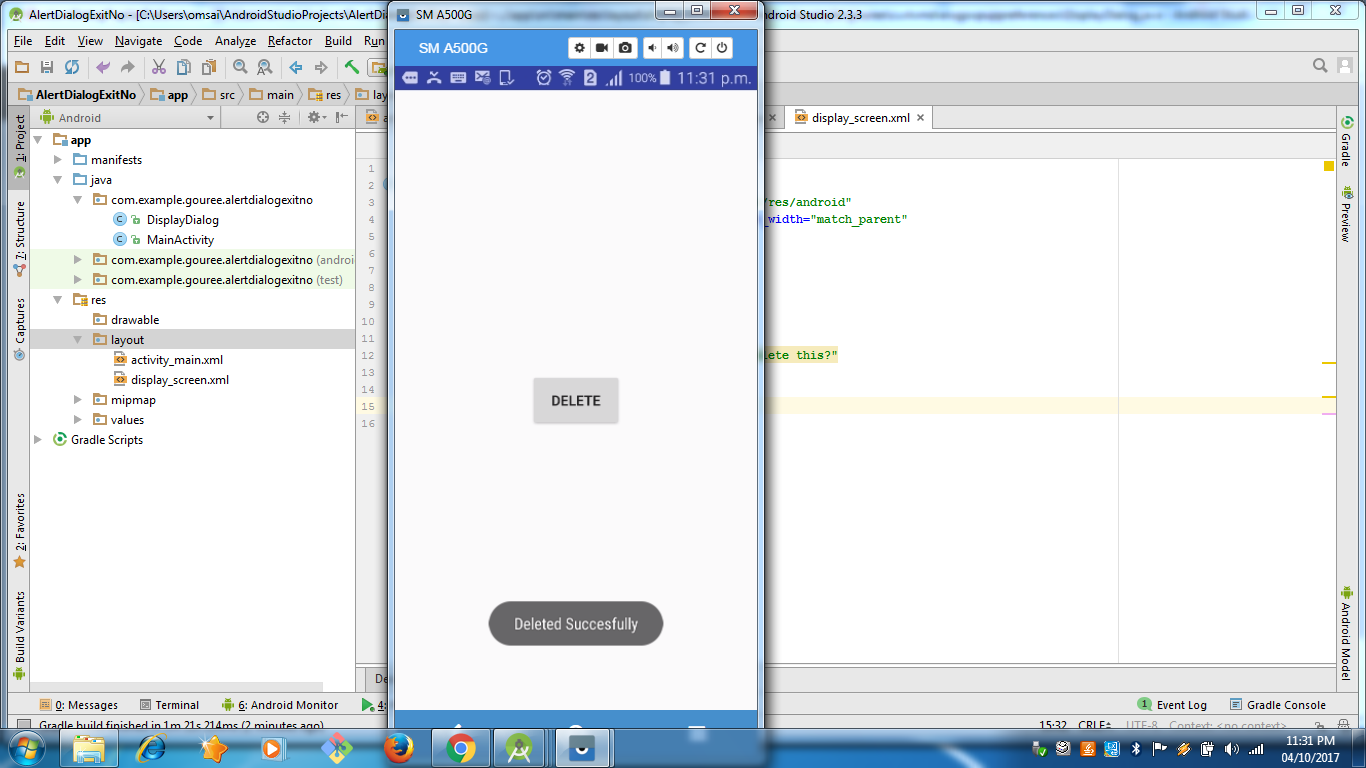 AlertDialogExitNo - [C:\Users\omsai\AndroidStudioProjects\AlertDia
SM A500G
ndroid Studio 2.3.3
File Edit View Navigate Code Analyze Refactor Build Run
SM A500G
2 100% 11:31 p.m.
AlertDialogExitNo app src main res lay
Android
display_screen.xml
1: Project
7: Structure
Captures
2: Favorites
Build Variants
app
manifests
java
com.example.gouree.alertdialogexitno
DisplayDialog
MainActivity
com.example.gouree.alertdialogexitno (androi
com.example.gouree.alertdialogexitno (test)
res
drawable
layout
activity_main.xml
display_screen.xml
mipmap
values
Gradle Scripts
1
2
3 /res/android"
4 _width="match_parent"
5
6
7
8
9
10
11
12 lete this?"
13
14
15
16
DELETE
Deleted Succesfully
Gradle
Preview
Android Model
De
0: Messages Terminal 6: Android Monitor 4: 1 Event Log Gradle Console
Gradle build finished in 1m 21s 214ms (2 minutes ago) 15:32 CRLF UTF-8 Context: <no context>
11:31 PM
04/10/2017